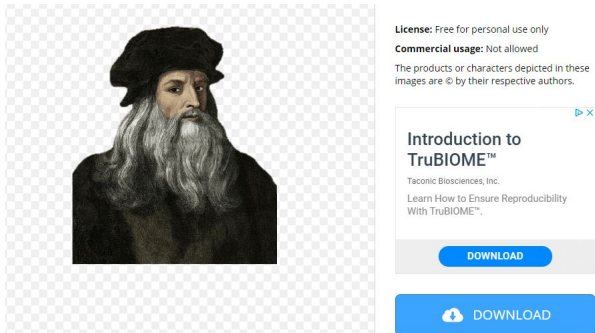 License: Free for personal use only
Commercial usage: Not allowed
The products or characters depicted in these
images are © by their respective authors.
Introduction to
TruBIOME™
Taconic Biosciences, Inc.
Learn How to Ensure Reproducibility
With TruBIOME™.
DOWNLOAD
DOWNLOAD